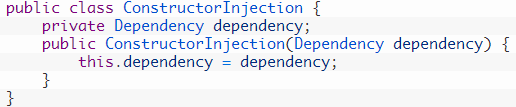 public class ConstructorInjection {
    private Dependency dependency;
    public ConstructorInjection(Dependency dependency) {
        this.dependency = dependency;
    }
}